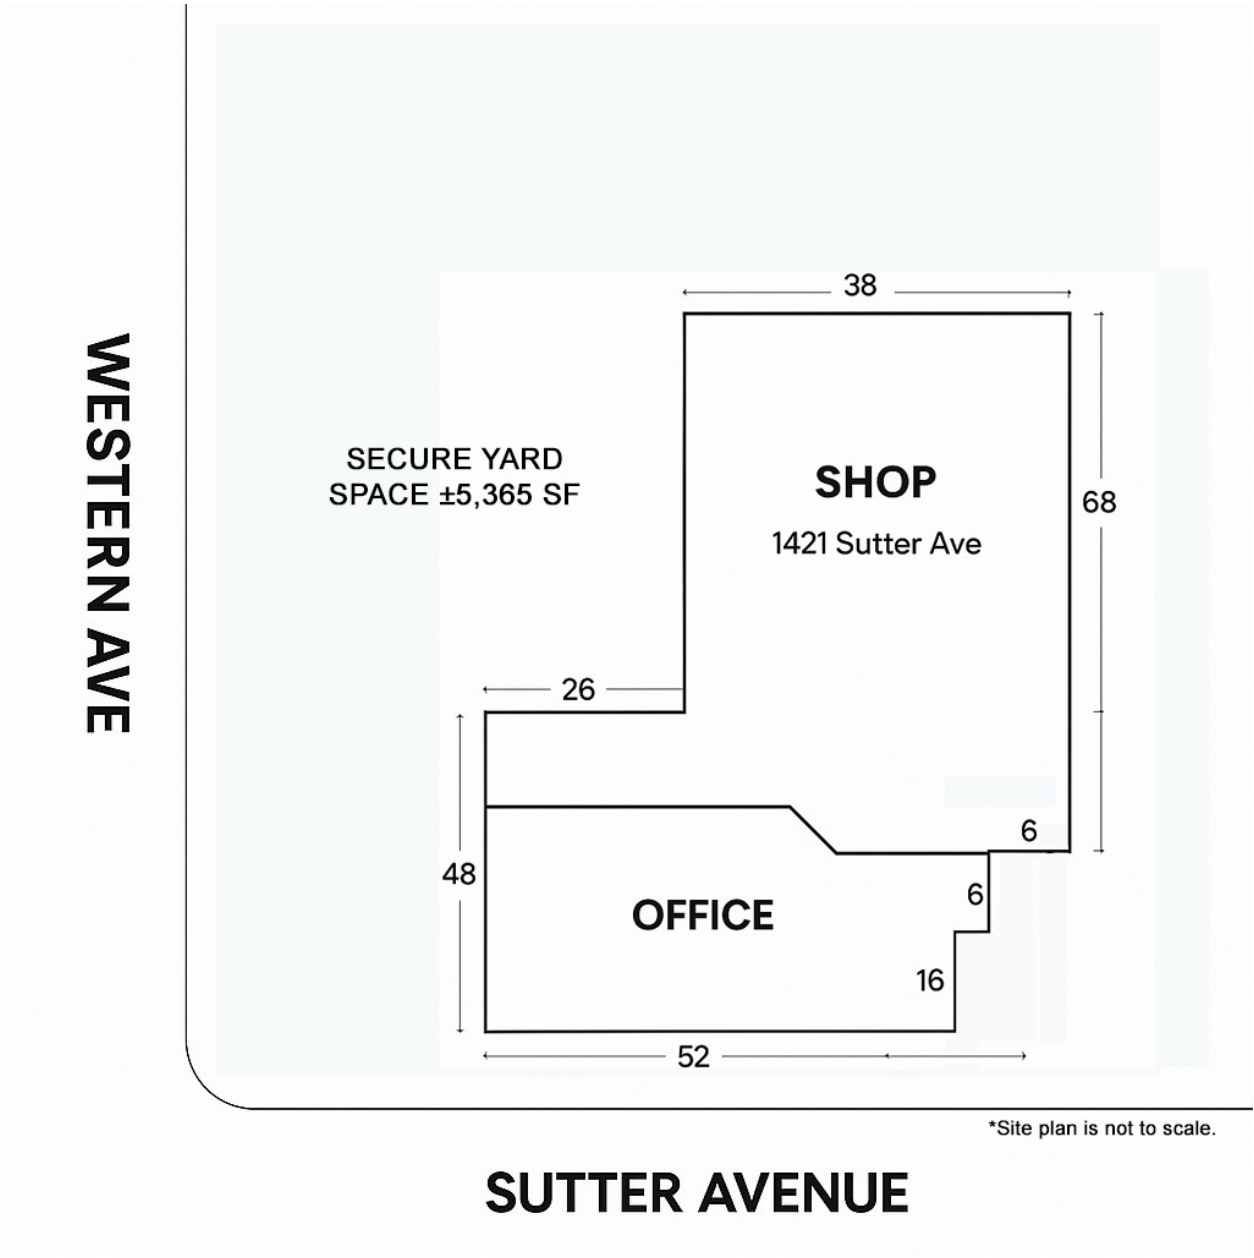 38
SHOP
1421 Sutter Ave
68
SECURE YARD
SPACE ±5,365 SF
WESTERN AVE
26
6
48
6
OFFICE
16
52
*Site plan is not to scale.
SUTTER AVENUE